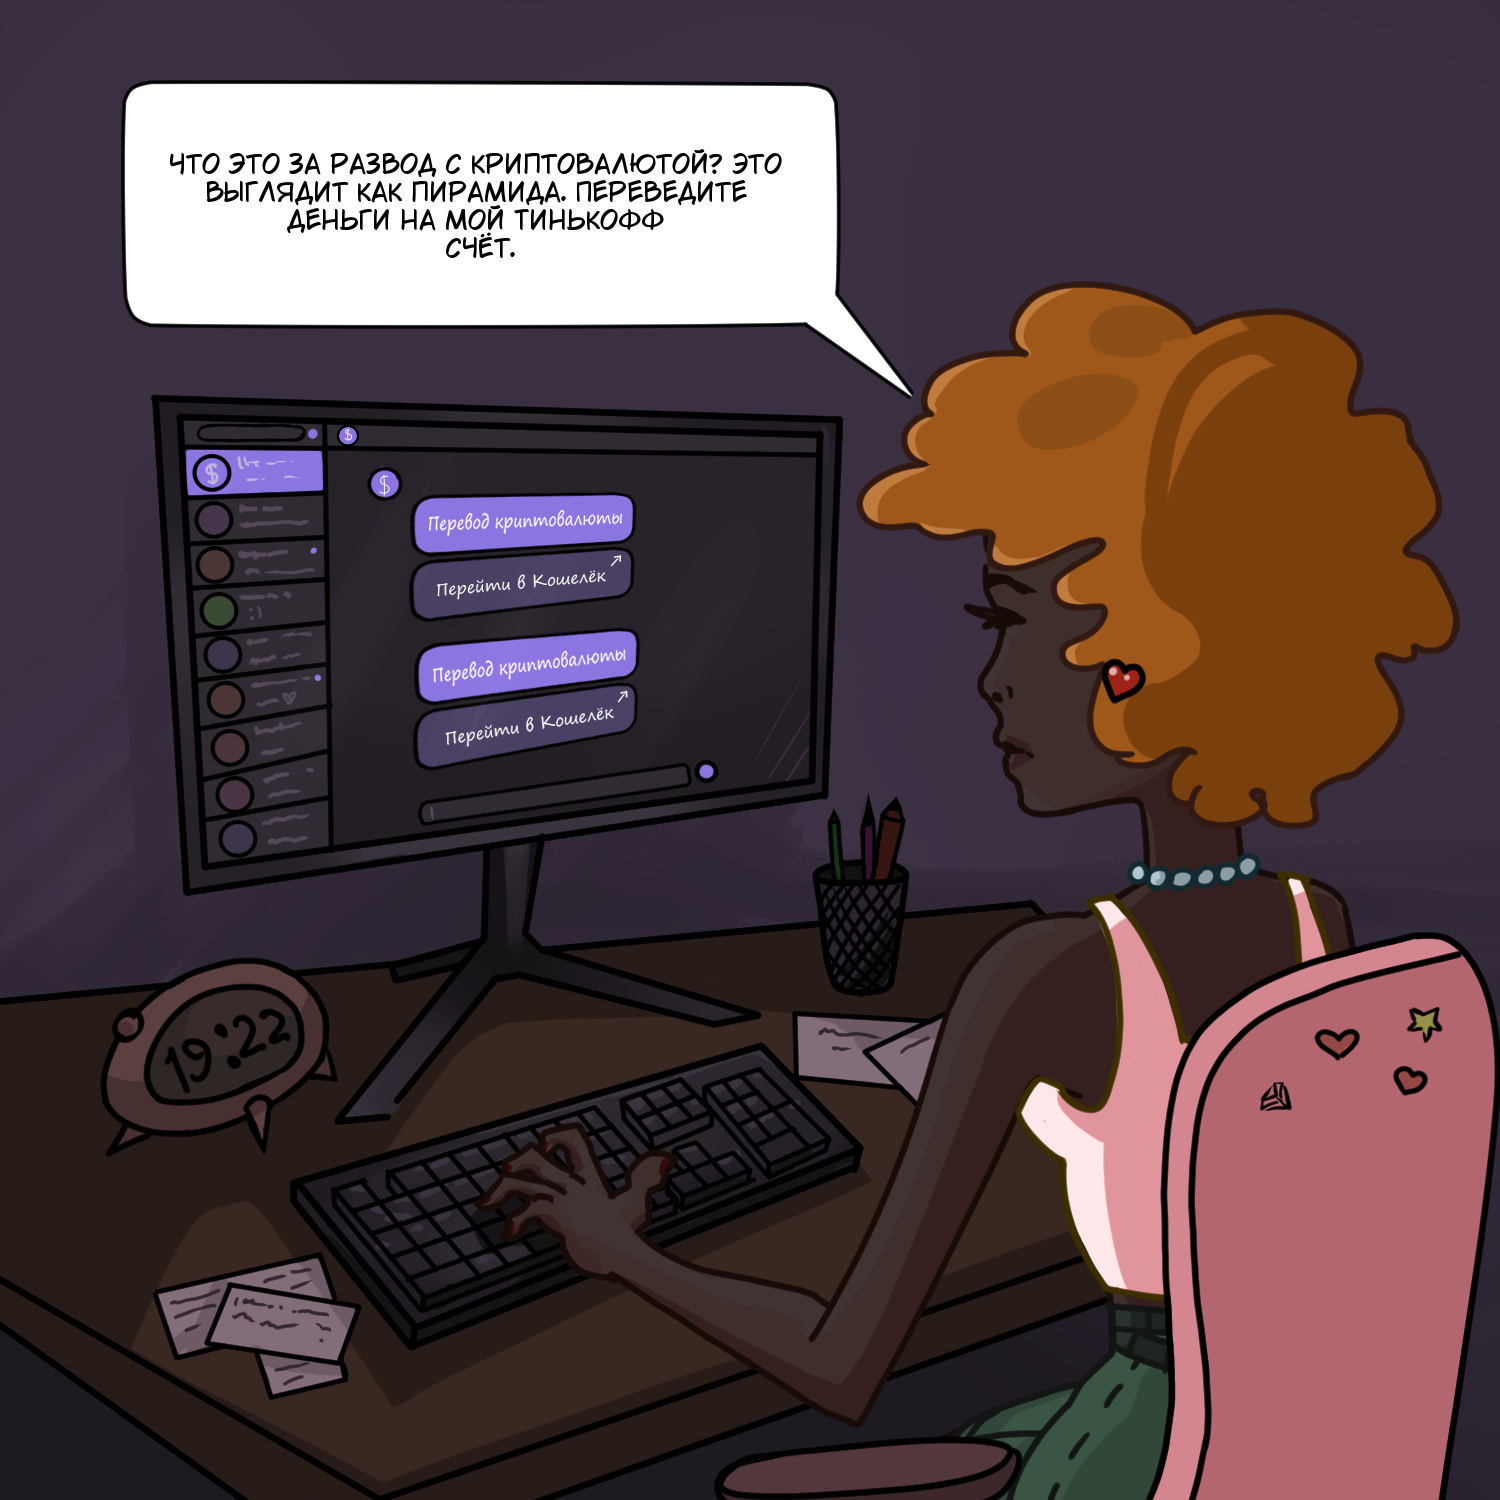 ЧТО ЭТО ЗА РАЗВОД С КРИПТОВАЛЮТОЙ? ЭТО
ВЫГЛЯДИТ КАК ПИРАМИДА. ПЕРЕВЕДИТЕ
ДЕНЬГИ НА МОЙ ТИНЬКОФФ
СЧЁТ.
$
$
$
Перевод криптовалюты
Перейти в Кошелёк
:)
Перевод криптовалюты
Перейти в Кошелёк
19:22